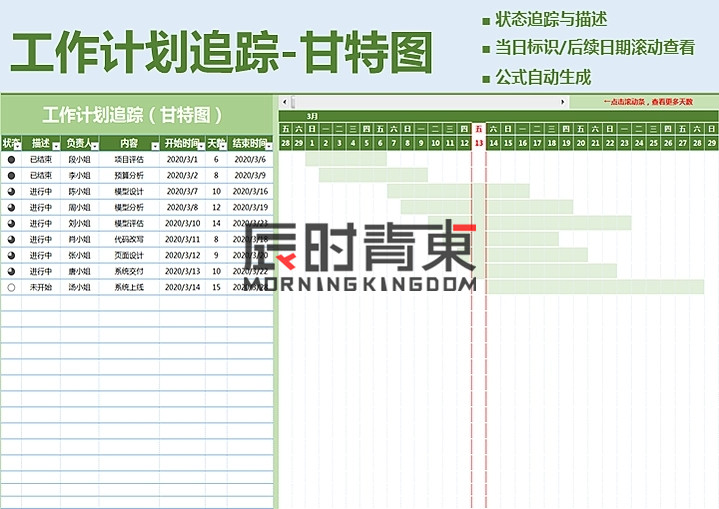 工作计划追踪-甘特图
■ 状态追踪与描述
■ 当日标识/后续日期滚动查看
■ 公式自动生成
工作计划追踪（甘特图）
←点击滚动条，查看更多天数
3月
五 六 日 一 二 三 四 五 六 日 一 二 三 四 五 六 日 一 二 三 四 五 六 日 一 二 三 四 五 六 日
状态 描述 负责人 内容 开始时间 天数 结束时间 28 29 1 2 3 4 5 6 7 8 9 10 11 12 13 14 15 16 17 18 19 20 21 22 23 24 25 26 27 28 29
已结束 段小姐 项目评估 2020/3/1 6 2020/3/6
已结束 李小姐 预算分析 2020/3/2 8 2020/3/9
进行中 陈小姐 模型设计 2020/3/7 10 2020/3/16
进行中 周小姐 模型分析 2020/3/8 12 2020/3/19
进行中 刘小姐 模型评估 2020/3/10 14 2020/3/23
进行中 肖小姐 代码改写 2020/3/11 8 2020/3/18
进行中 张小姐 页面设计 2020/3/12 9 2020/3/20
进行中 唐小姐 系统交付 2020/3/13 10 2020/3/22
未开始 汤小姐 系统上线 2020/3/14 15 2020/3/28
辰时青東
MORNING KINGDOM